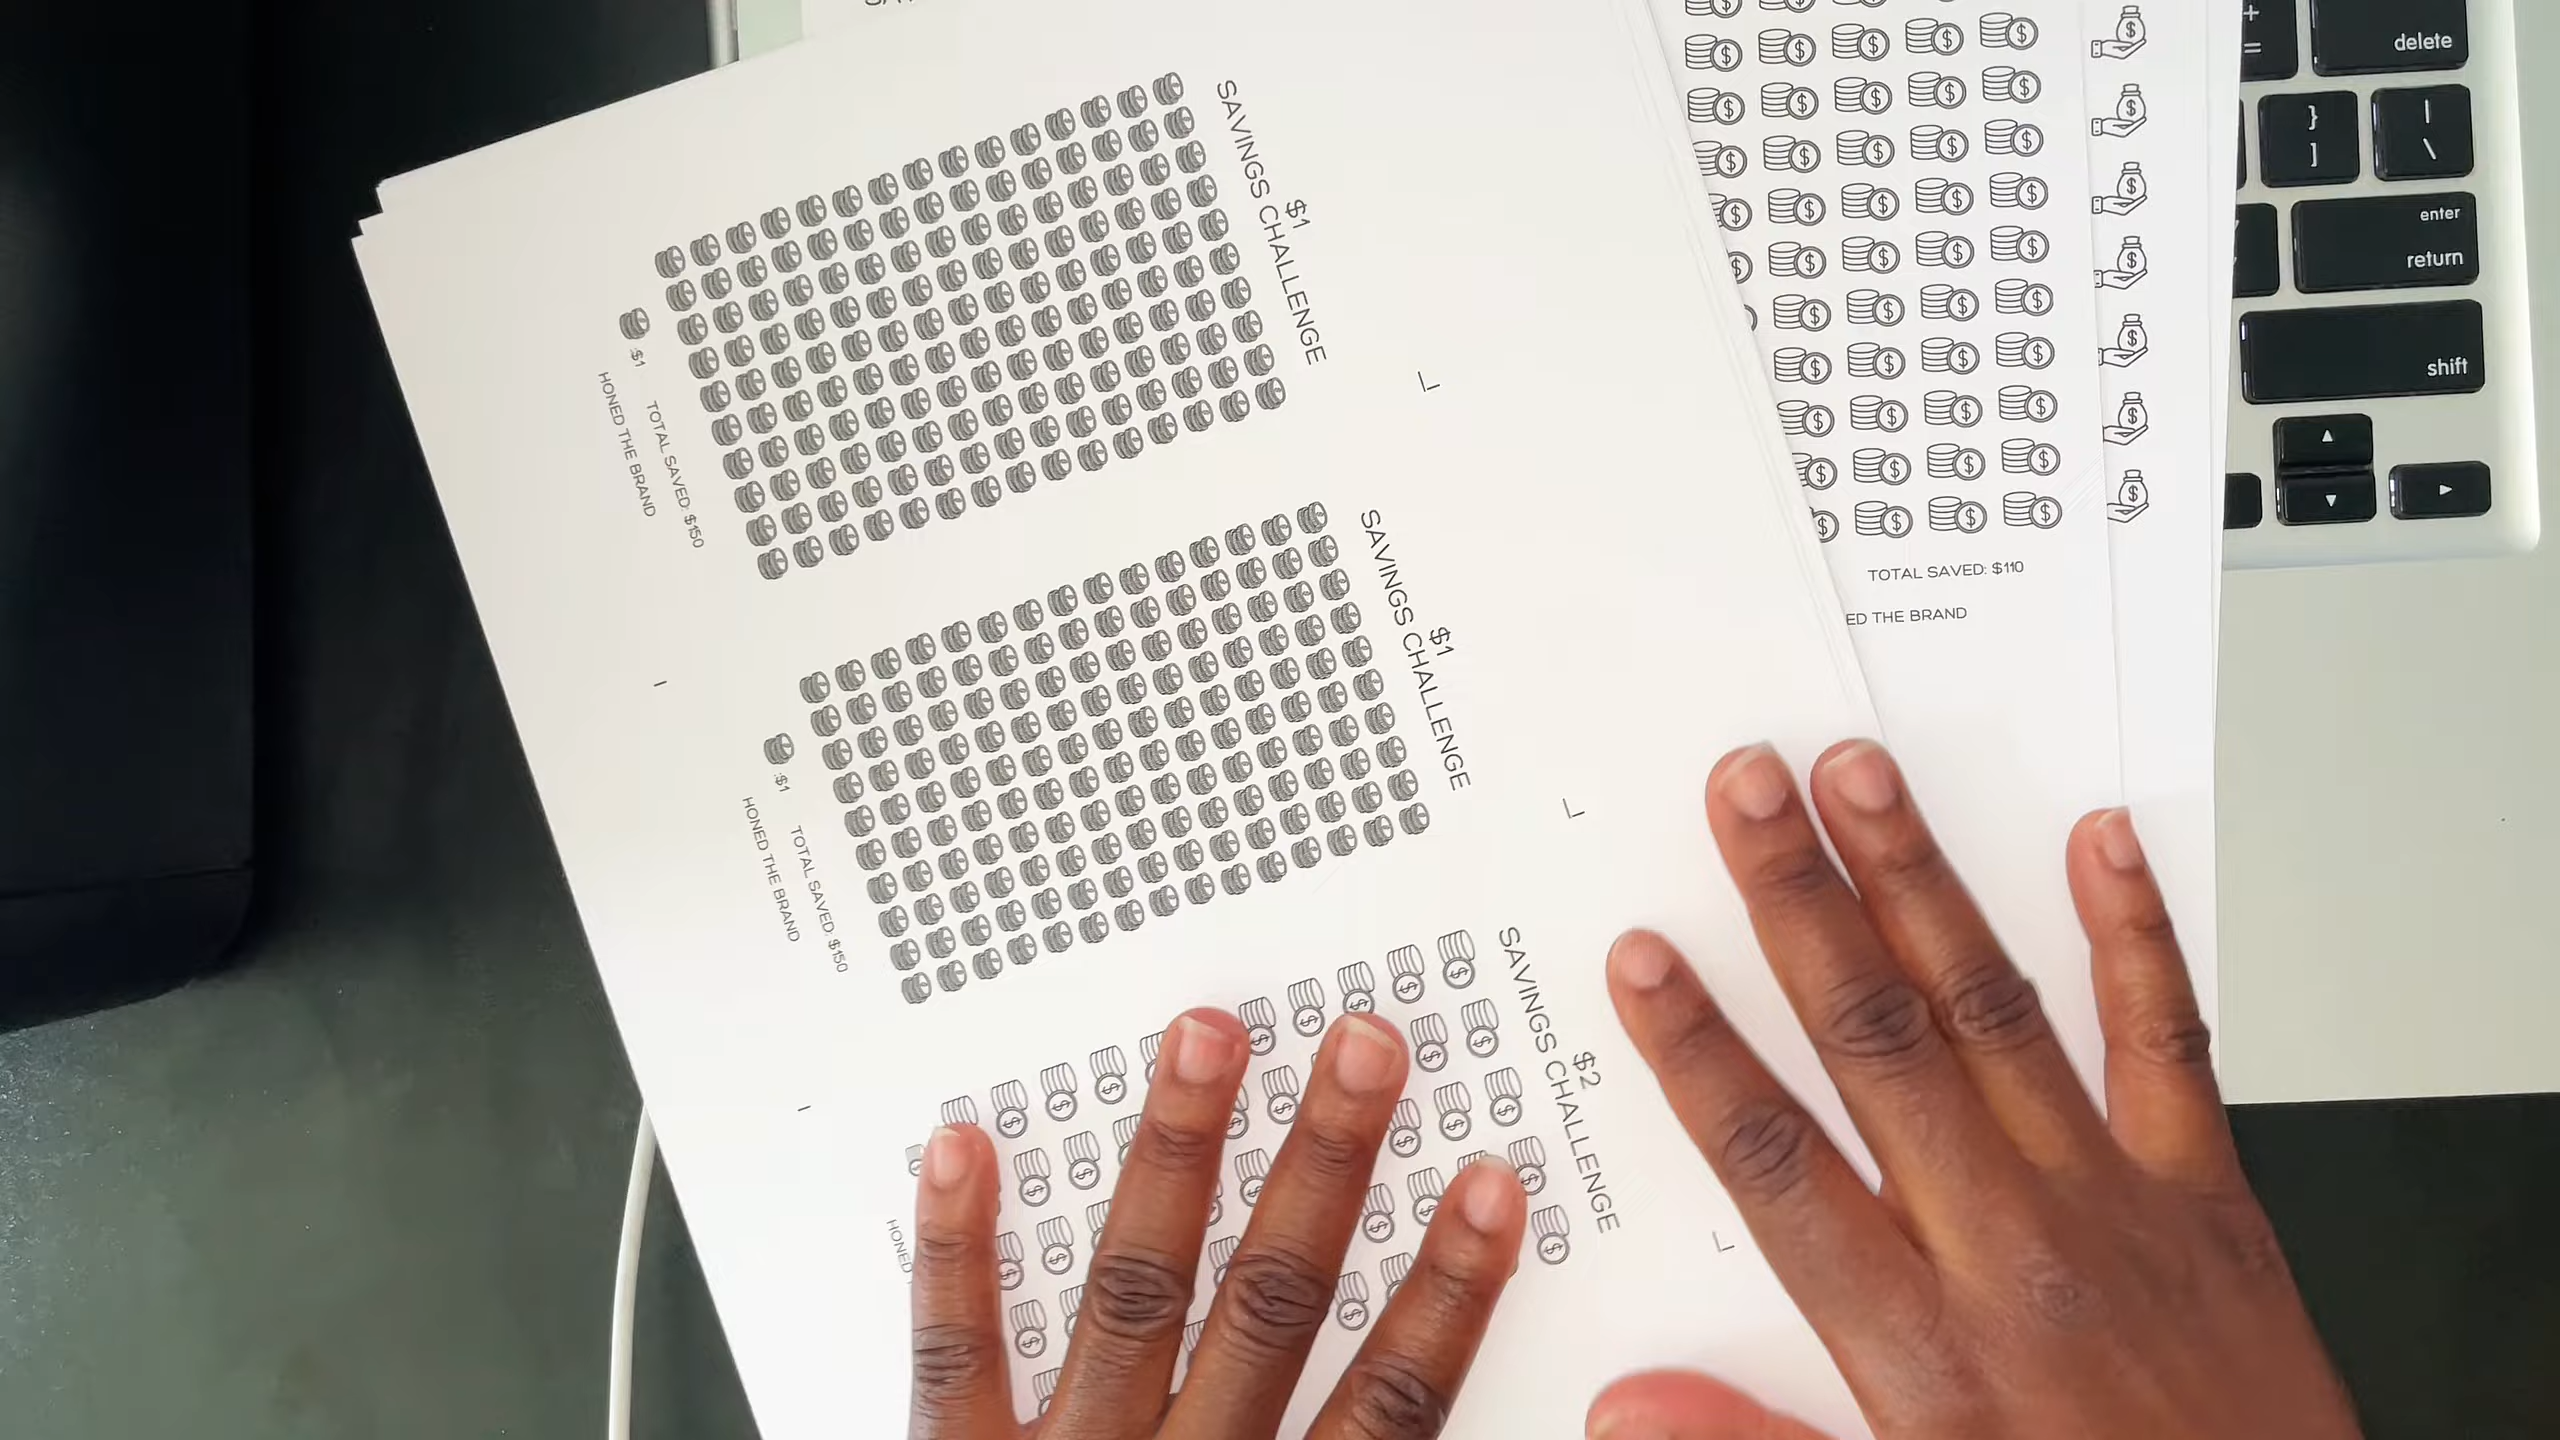 $1
SAVINGS CHALLENGE
:$1
TOTAL SAVED: $150
HONED THE BRAND
$1
SAVINGS CHALLENGE
:$1
TOTAL SAVED: $150
HONED THE BRAND
$2
SAVINGS CHALLENGE
HONED
TOTAL SAVED: $110
ED THE BRAND
+
=
delete
}
]
|
\
enter
return
shift